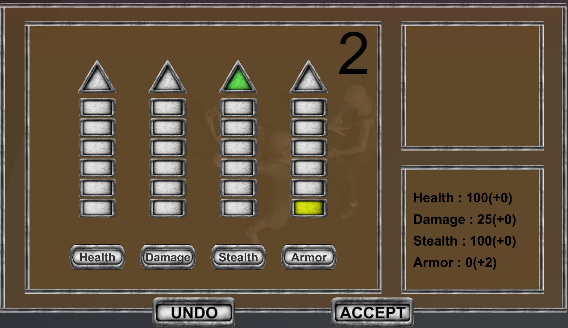 2
Health
Damage
Stealth
Armor
Health : 100(+0)
Damage : 25(+0)
Stealth : 100(+0)
Armor : 0(+2)
UNDO
ACCEPT